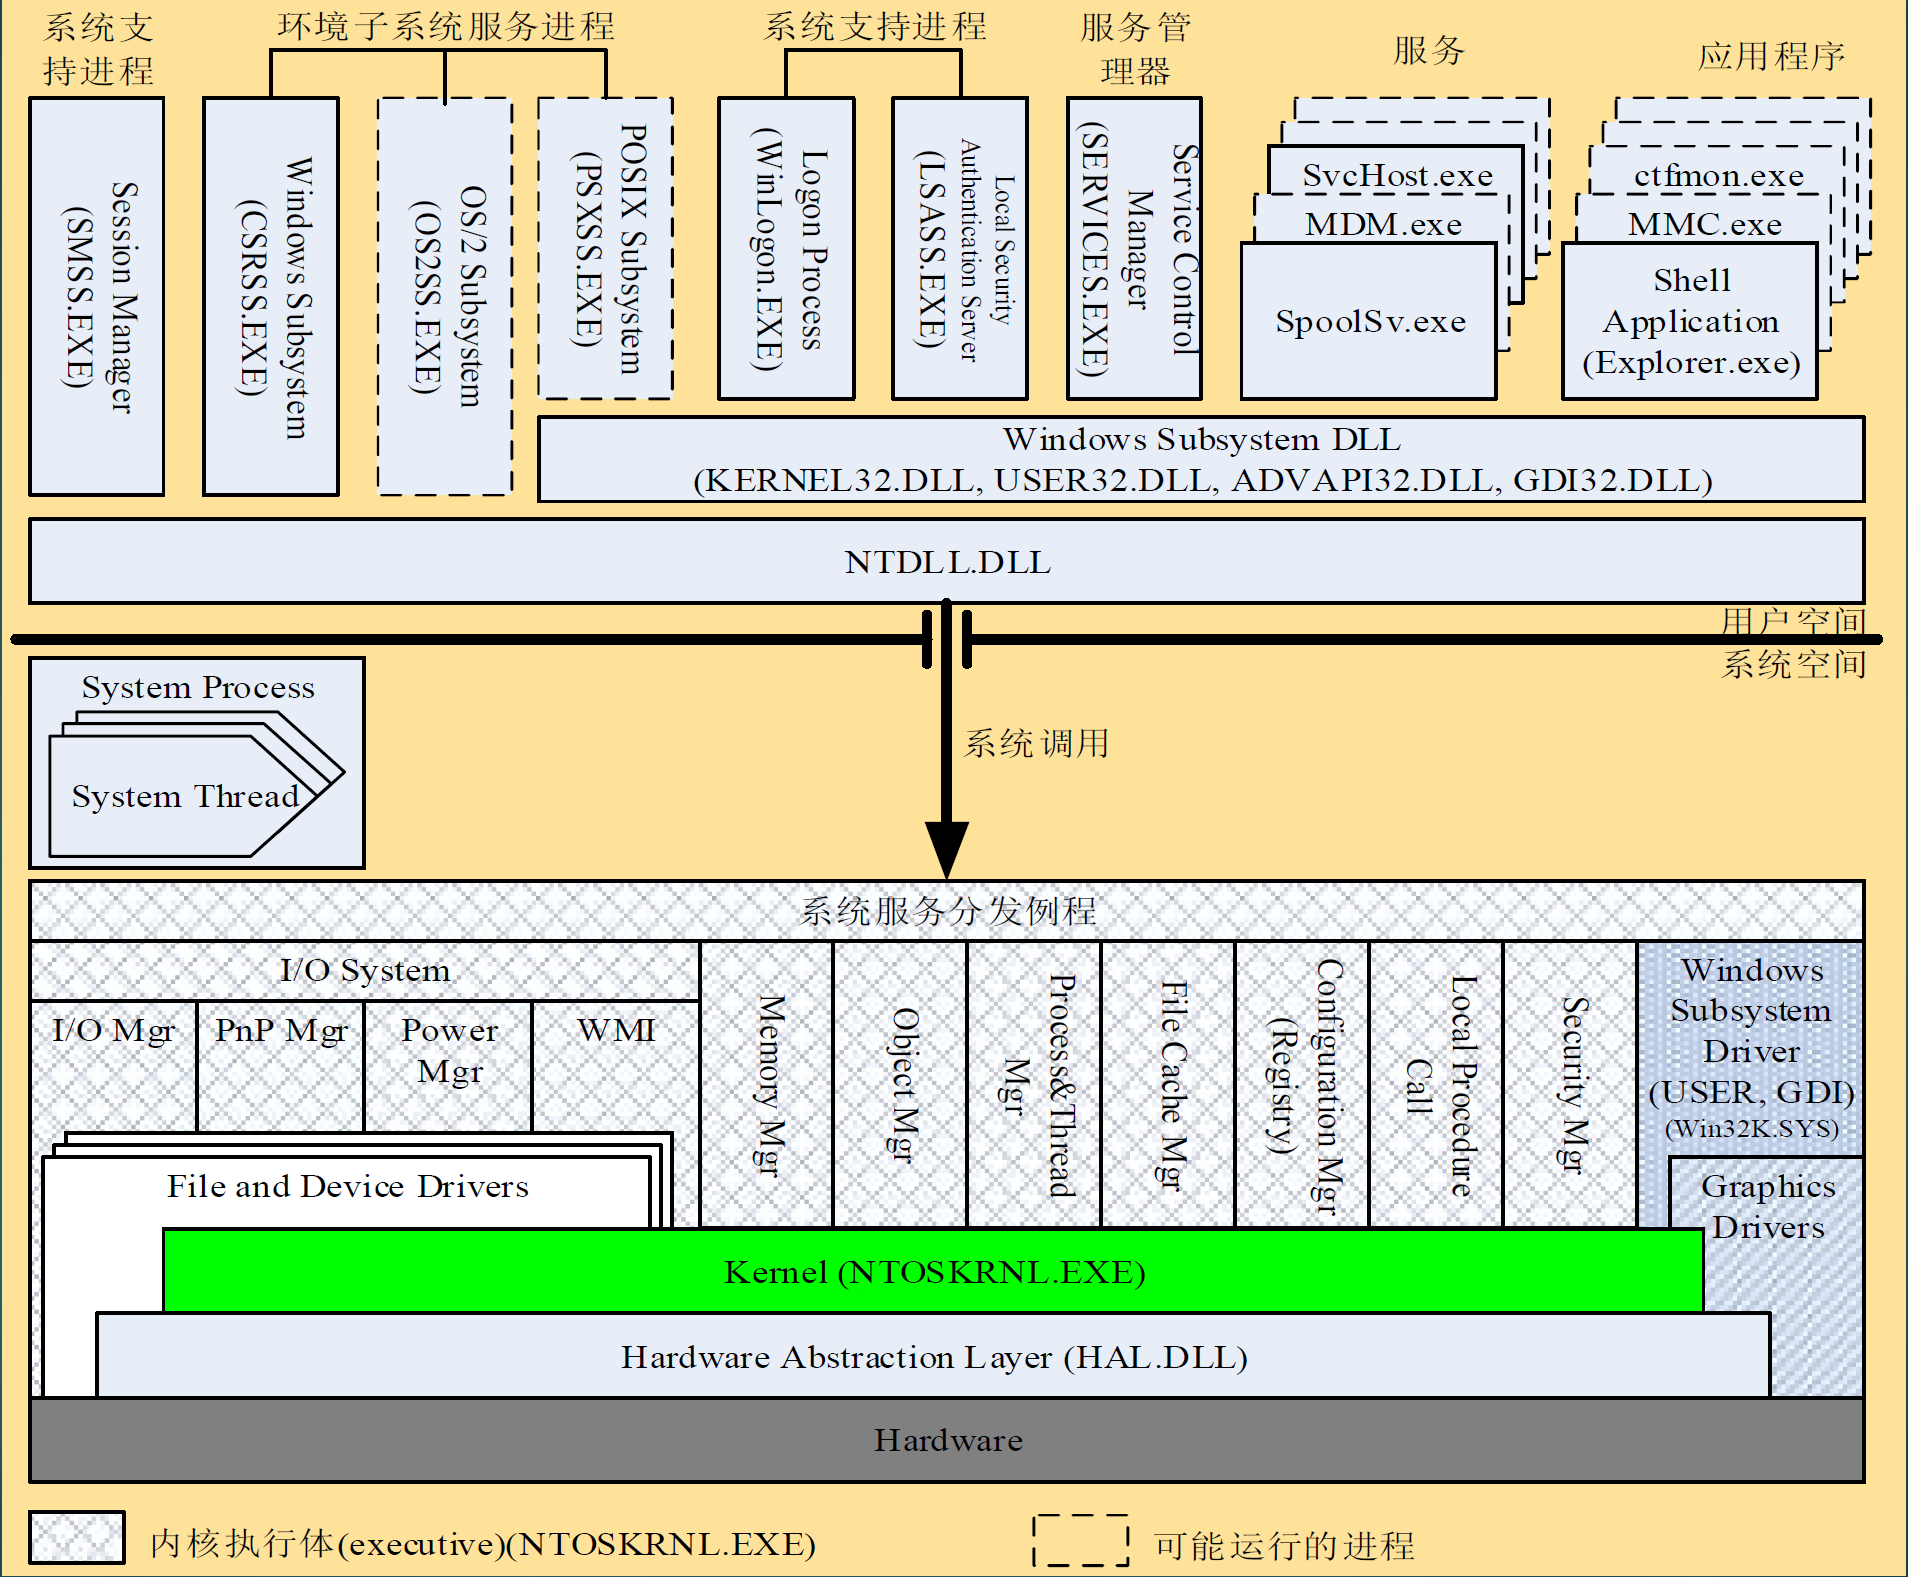 系统支
持进程
环境子系统服务进程
系统支持进程
服务管
理器
服务
应用程序
Session Manager
(SMSS.EXE)
Windows Subsystem
(CSRSS.EXE)
OS/2 Subsystem
(OS2SS.EXE)
POSIX Subsystem
(PSXSS.EXE)
Logon Process
(WinLogon.EXE)
Local Security
Authentication Server
(LSASS.EXE)
Service Control
Manager
(SERVICES.EXE)
SvcHost.exe
MDM.exe
SpoolSv.exe
ctfmon.exe
MMC.exe
Shell
Application
(Explorer.exe)
Windows Subsystem DLL
(KERNEL32.DLL, USER32.DLL, ADVAPI32.DLL, GDI32.DLL)
NTDLL.DLL
用户空间
系统空间
System Process
System Thread
系统调用
系统服务分发例程
I/O System
I/O Mgr
PnP Mgr
Power
Mgr
WMI
File and Device Drivers
Memory Mgr
Object Mgr
Process&Thread
Mgr
File Cache Mgr
Configuration Mgr
(Registry)
Local Procedure
Call
Security Mgr
Windows
Subsystem
Driver
(USER, GDI)
(Win32K.SYS)
Graphics
Drivers
Kernel (NTOSKRNL.EXE)
Hardware Abstraction Layer (HAL.DLL)
Hardware
内核执行体(executive)(NTOSKRNL.EXE)
可能运行的进程